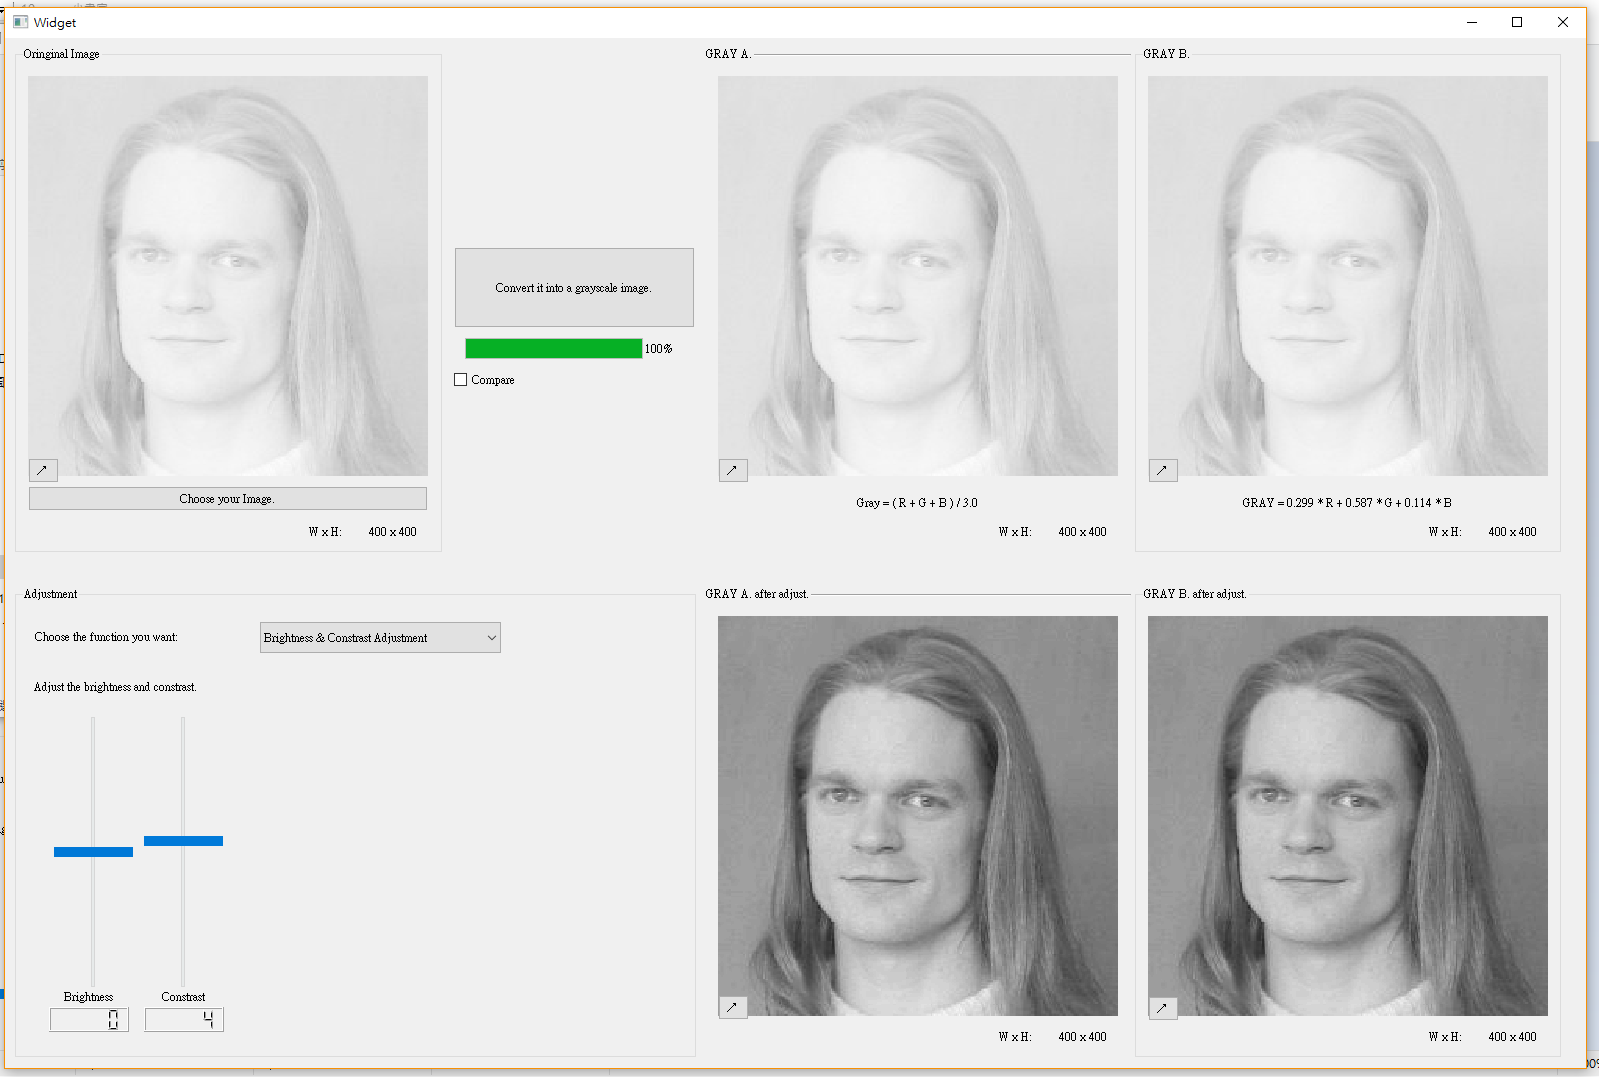 Widget
Oringinal Image
Choose your Image.
W x H: 400 x 400
Convert it into a grayscale image.
100%
Compare
GRAY A.
Gray = ( R + G + B ) / 3.0
W x H: 400 x 400
GRAY B.
GRAY = 0.299 * R + 0.587 * G + 0.114 * B
W x H: 400 x 400
Adjustment
Choose the function you want:
Brightness & Constrast Adjustment
Adjust the brightness and constrast.
Brightness
Constrast
0
4
GRAY A. after adjust.
W x H: 400 x 400
GRAY B. after adjust.
W x H: 400 x 400